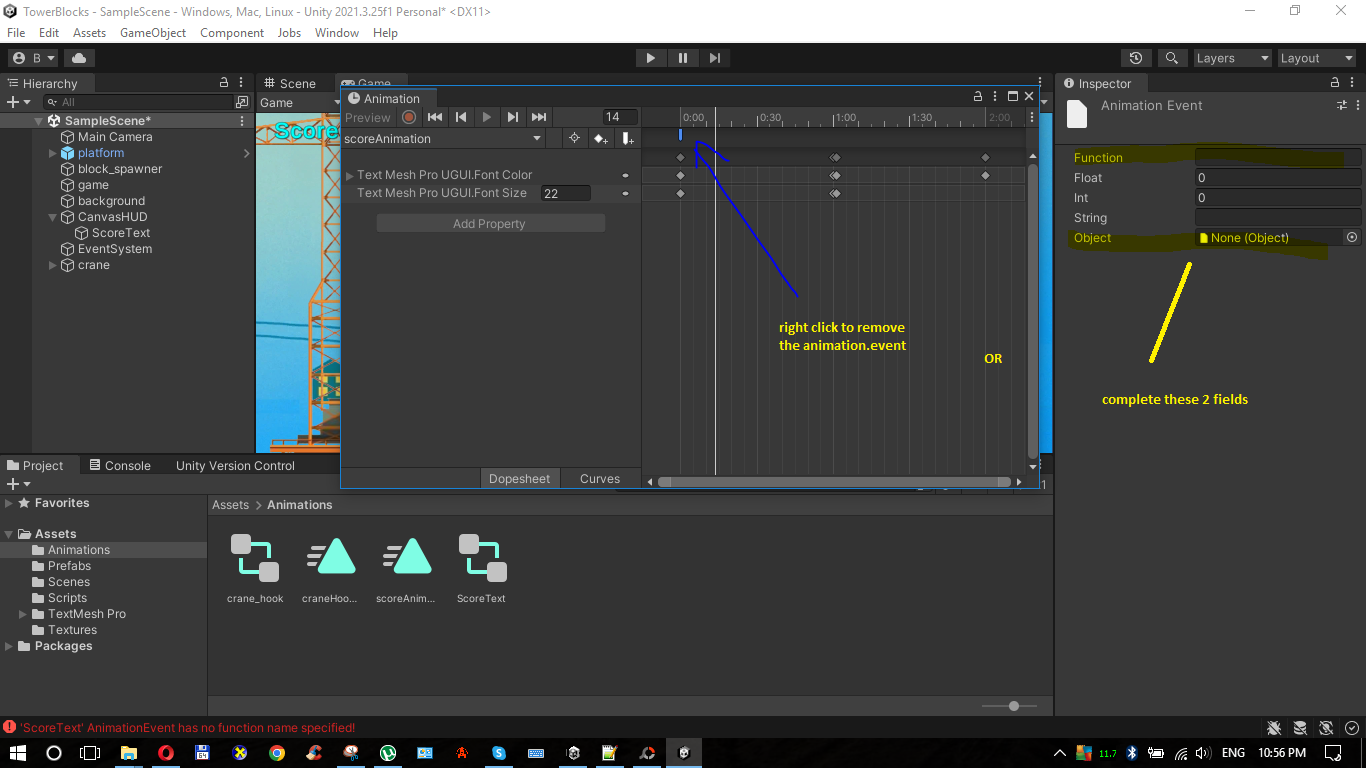 TowerBlocks - SampleScene - Windows, Mac, Linux - Unity 2021.3.25f1 Personal* <DX11>
File Edit Assets GameObject Component Jobs Window Help
B Layers Layout
Hierarchy
All
SampleScene*
Main Camera
platform
block_spawner
game
background
CanvasHUD
ScoreText
EventSystem
crane
Scene Game
Game
Score
Animation
Preview 14 0:00 0:30 1:00 1:30 2:00
scoreAnimation
Text Mesh Pro UGUI.Font Color
Text Mesh Pro UGUI.Font Size 22
Add Property
right click to remove
the animation.event
OR
Dopesheet Curves
Inspector
Animation Event
Function
Float 0
Int 0
String
Object None (Object)
complete these 2 fields
Project Console Unity Version Control
1
Favorites
Assets
Animations
Prefabs
Scenes
Scripts
TextMesh Pro
Textures
Packages
Assets > Animations
crane_hook craneHoo... scoreAnim... ScoreText
'ScoreText' AnimationEvent has no function name specified!
64 11.7 ENG 10:56 PM